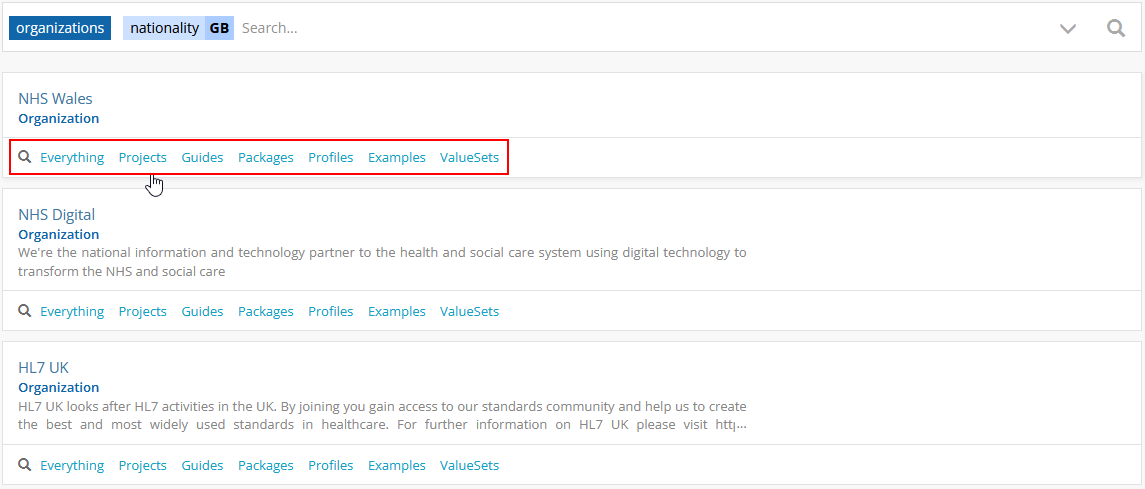 organizations nationality GB Search...
NHS Wales
Organization
Everything Projects Guides Packages Profiles Examples ValueSets
NHS Digital
Organization
We're the national information and technology partner to the health and social care system using digital technology to
transform the NHS and social care
Everything Projects Guides Packages Profiles Examples ValueSets
HL7 UK
Organization
HL7 UK looks after HL7 activities in the UK. By joining you gain access to our standards community and help us to create
the best and most widely used standards in healthcare. For further information on HL7 UK please visit http...
Everything Projects Guides Packages Profiles Examples ValueSets